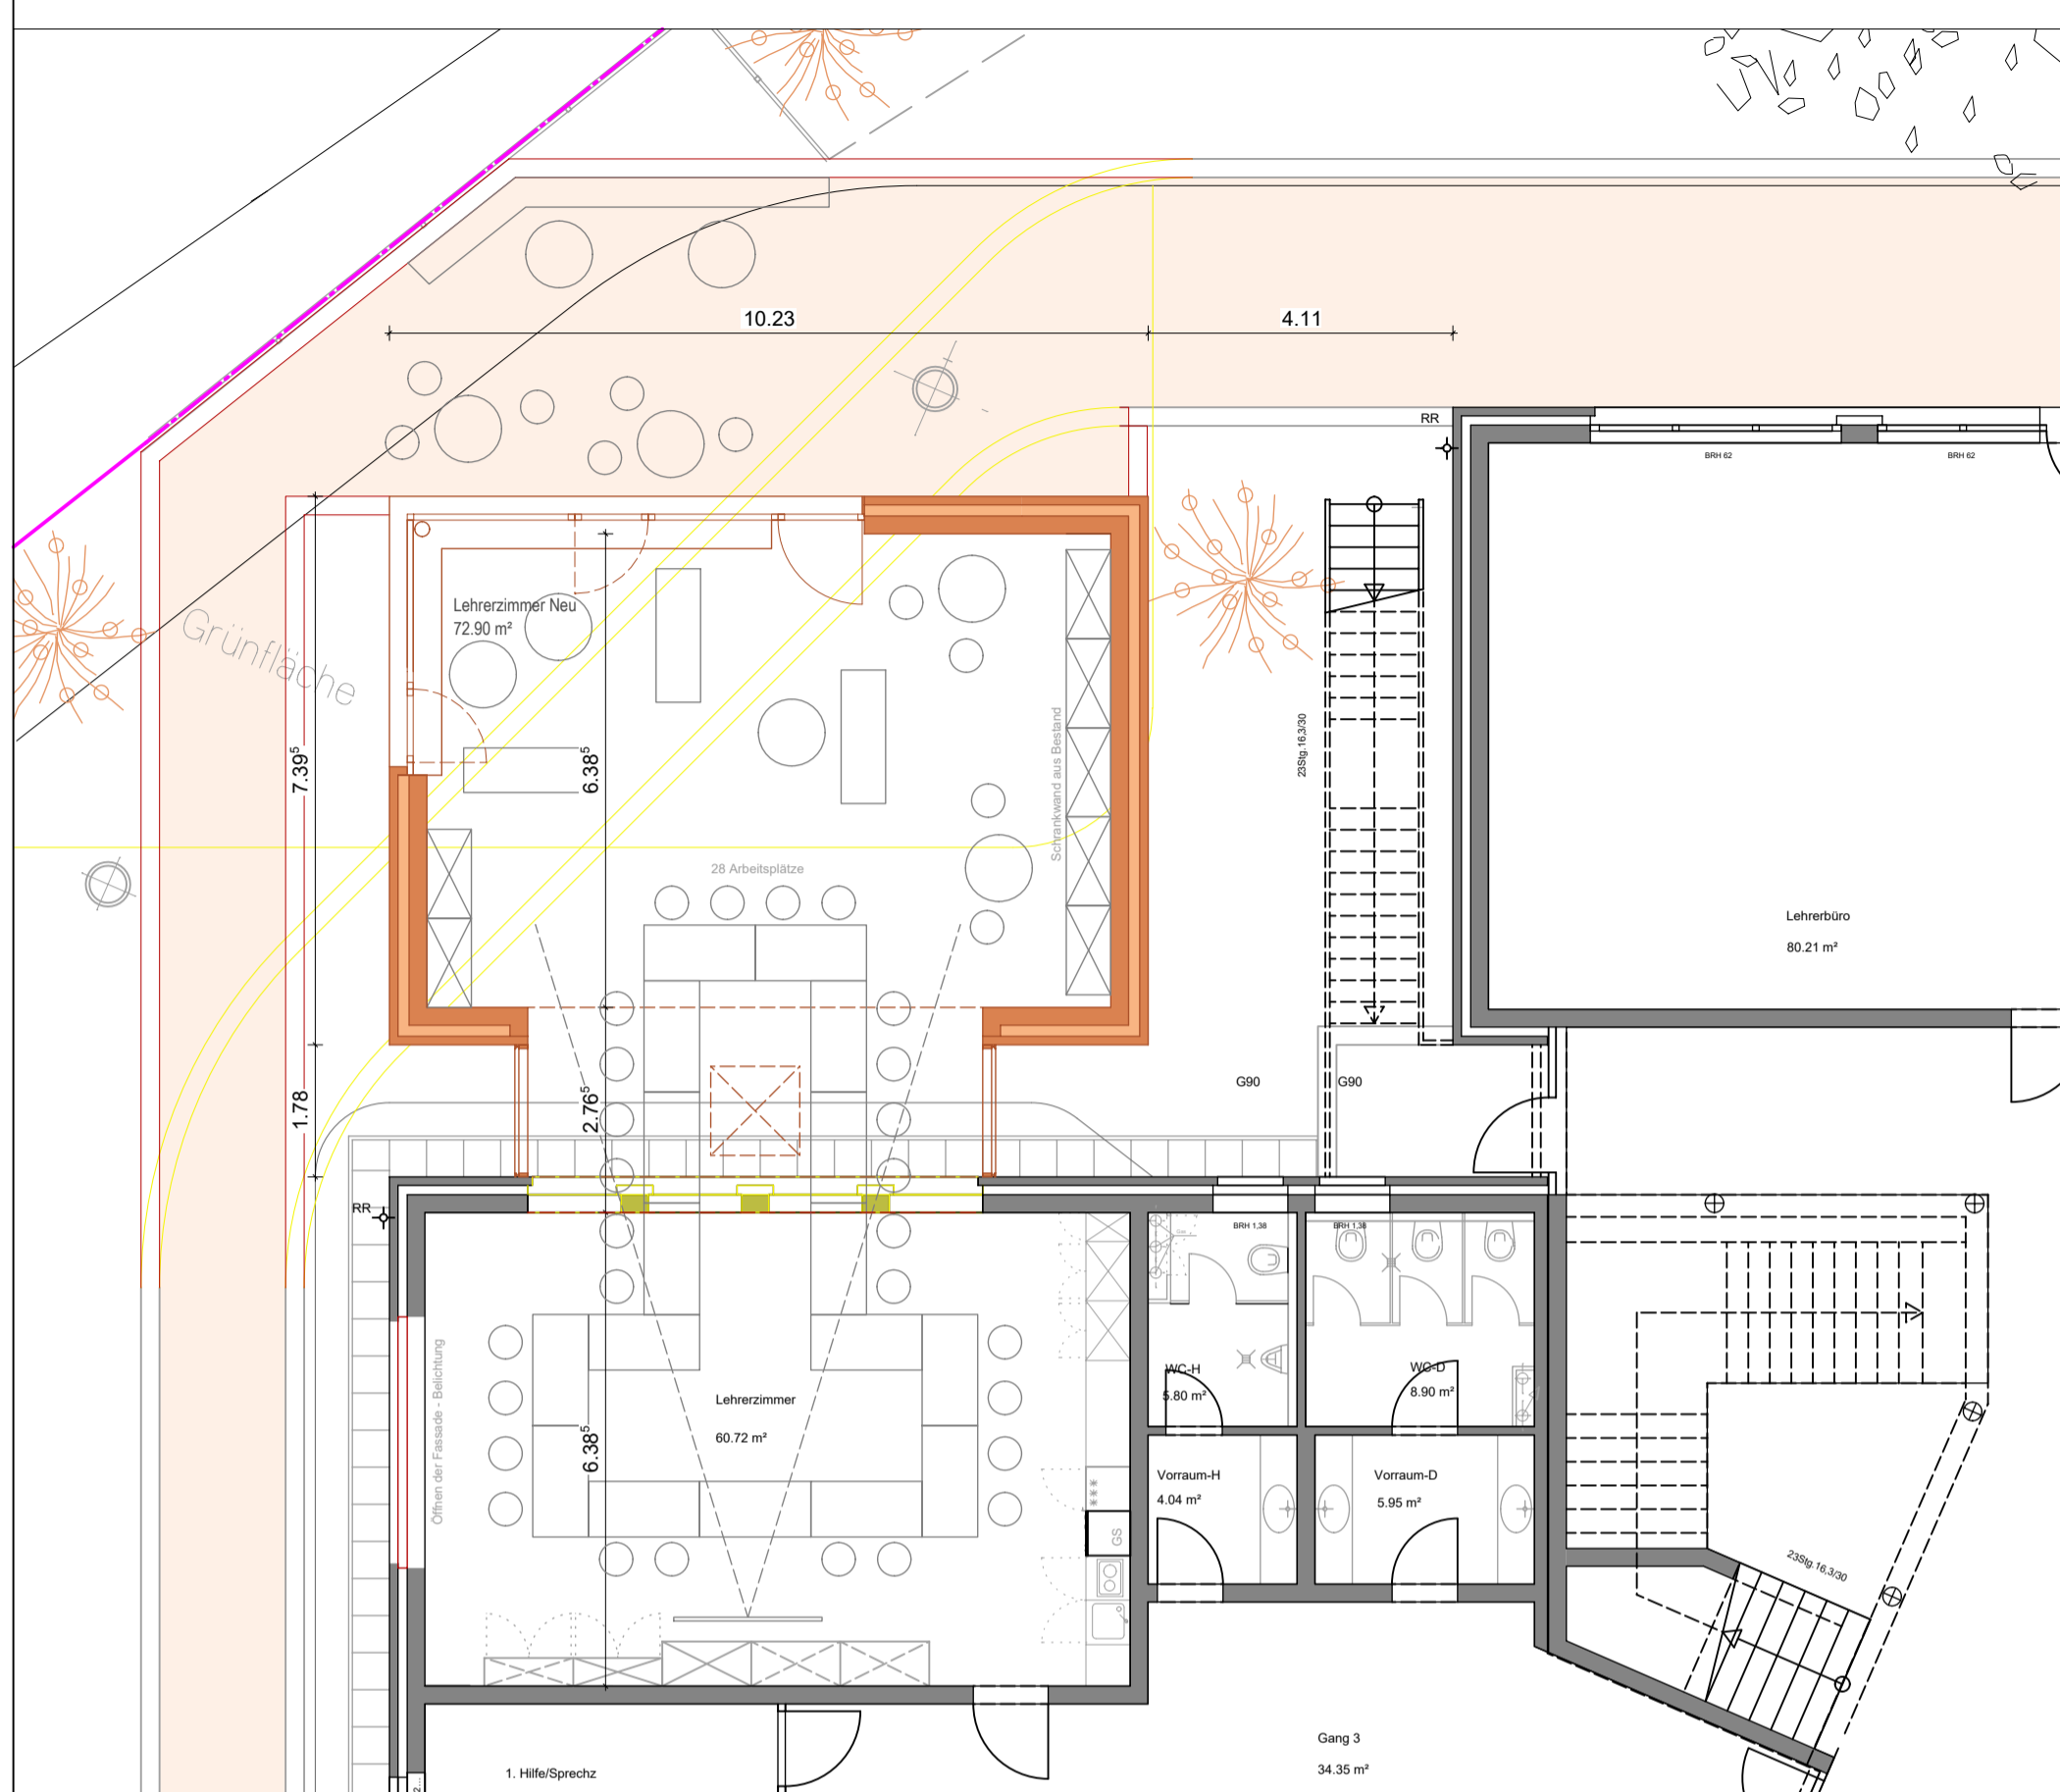 10.23
4.11
RR
BRH 62
BRH 62
Lehrerzimmer Neu
72.90 m²
Grünfläche
7.39⁵
6.38⁵
Schrankwand aus Bestand
23Stg.16,3/30
28 Arbeitsplätze
Lehrerbüro
80.21 m²
1.78
2.76⁵
G90
G90
RR
BRH 1,38
BRH 1,38
Öffnen der Fassade - Belichtung
Lehrerzimmer
60.72 m²
6.38⁵
WC-H
5.80 m²
WC-D
8.90 m²
Vorraum-H
4.04 m²
Vorraum-D
5.95 m²
***
GS
23Stg.16,3/30
Gang 3
34.35 m²
1. Hilfe/Sprechz
2...